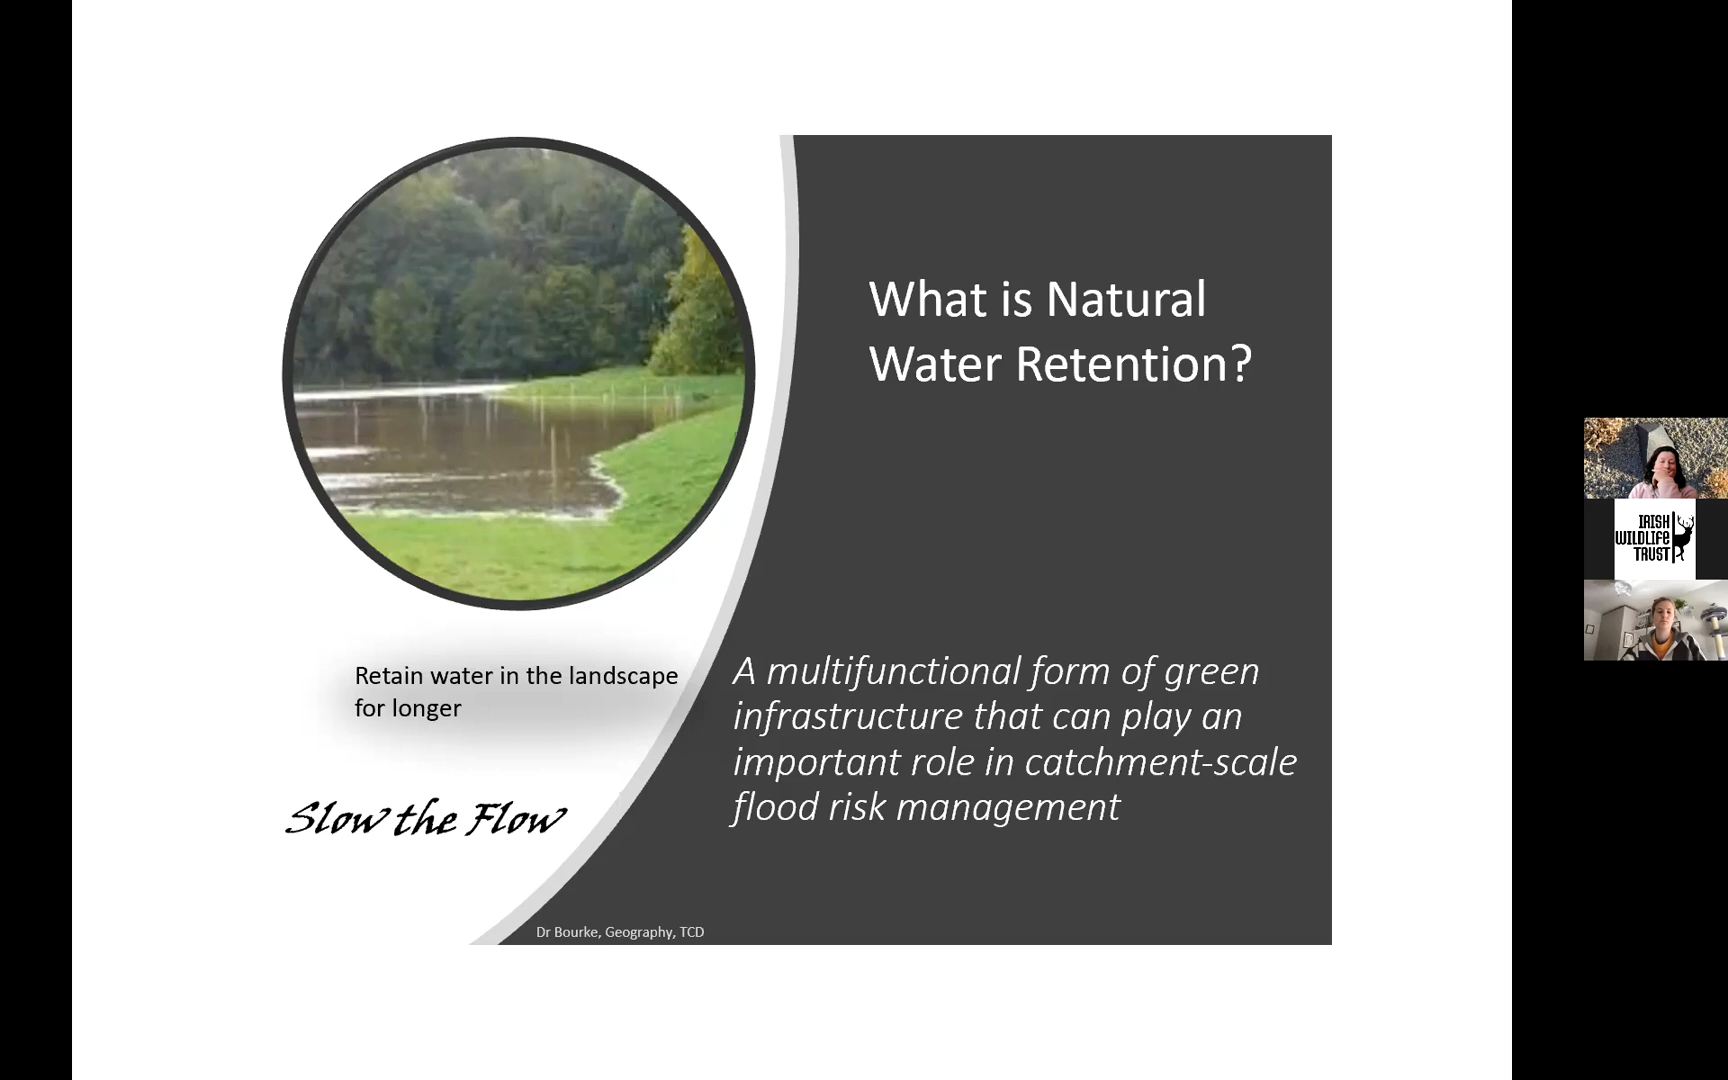 What is Natural
Water Retention?
Retain water in the landscape
for longer
Slow the Flow
A multifunctional form of green
infrastructure that can play an
important role in catchment-scale
flood risk management
Dr Bourke, Geography, TCD
IRISH
WILDLIFE
TRUST